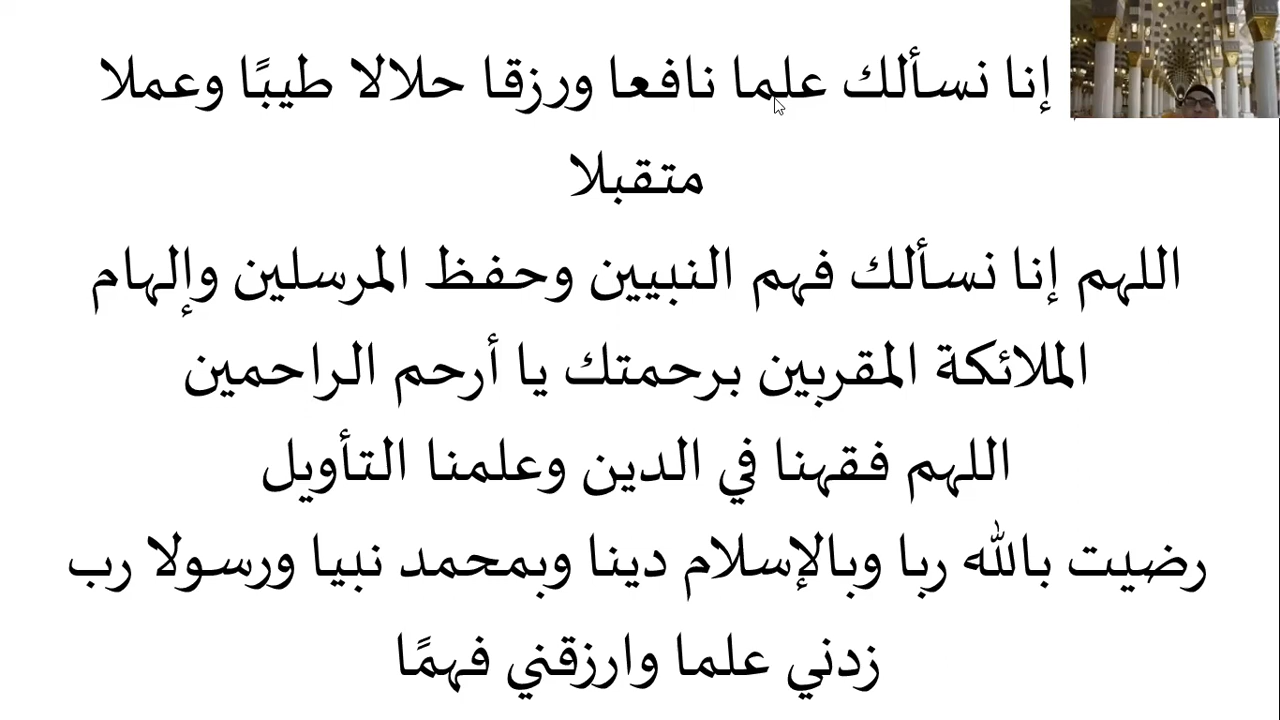 إنا نسألك علما نافعا ورزقا حلالا طيبًا وعملا
متقبلا
اللهم إنا نسألك فهم النبيين وحفظ المرسلين وإلهام
الملائكة المقربين برحمتك يا أرحم الراحمين
اللهم فقهنا في الدين وعلمنا التأويل
رضيت بالله ربا وبالإسلام دينا وبمحمد نبيا ورسولا رب
زدني علما وارزقني فهمًا